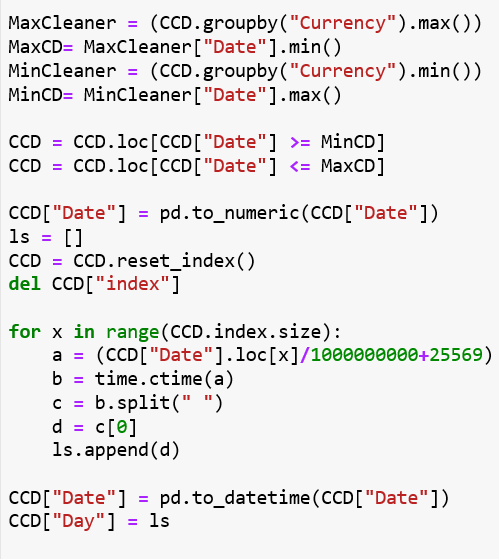 MaxCleaner = (CCD.groupby("Currency").max())
MaxCD= MaxCleaner["Date"].min()
MinCleaner = (CCD.groupby("Currency").min())
MinCD= MinCleaner["Date"].max()

CCD = CCD.loc[CCD["Date"] >= MinCD]
CCD = CCD.loc[CCD["Date"] <= MaxCD]

CCD["Date"] = pd.to_numeric(CCD["Date"])
ls = []
CCD = CCD.reset_index()
del CCD["index"]

for x in range(CCD.index.size):
    a = (CCD["Date"].loc[x]/1000000000+25569)
    b = time.ctime(a)
    c = b.split(" ")
    d = c[0]
    ls.append(d)

CCD["Date"] = pd.to_datetime(CCD["Date"])
CCD["Day"] = ls